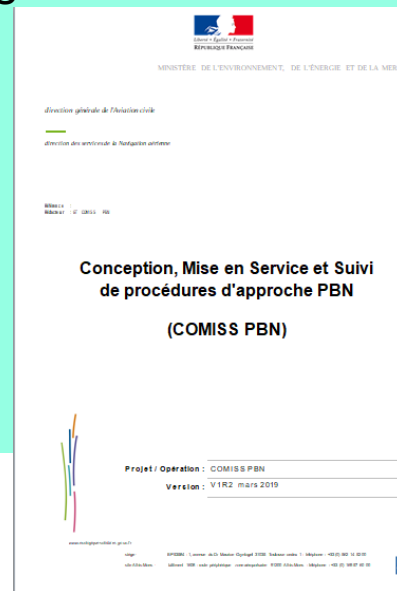 Liberté • Égalité • Fraternité
RÉPUBLIQUE FRANÇAISE
MINISTÈRE DE L'ENVIRONNEMENT, DE L'ÉNERGIE ET DE LA MER
direction générale de l'Aviation civile
direction des services de la Navigation aérienne
Conception, Mise en Service et Suivi
de procédures d'approche PBN
(COMISS PBN)
Projet / Opération : COMISS PBN
Version : V1R2 mars 2019